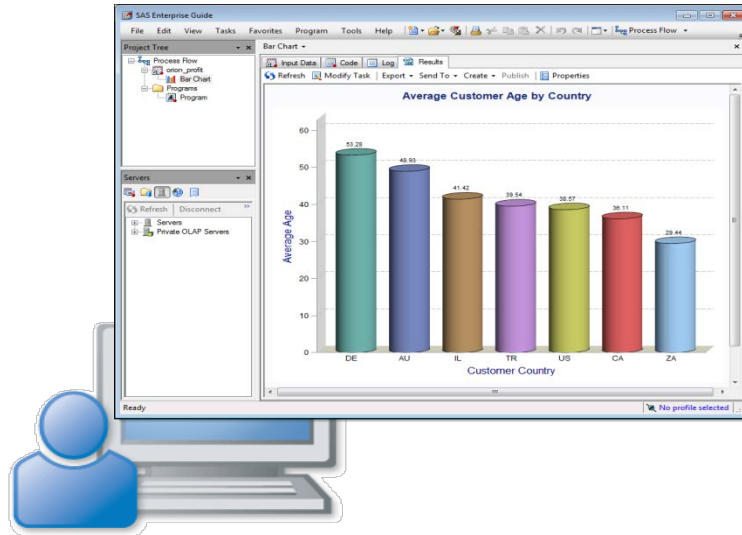 SAS Enterprise Guide
File Edit View Tasks Favorites Program Tools Help Process Flow
Project Tree
Process Flow
orion_profit
Bar Chart
Programs
Program
Servers
Refresh Disconnect
Servers
Private OLAP Servers
Bar Chart
Input Data Code Log Results
Refresh Modify Task Export Send To Create Publish Properties
Average Customer Age by Country
Average Age
60
50
40
30
20
10
0
53.28
48.93
41.42
39.54
38.57
36.11
29.44
DE AU IL TR US CA ZA
Customer Country
Ready No profile selected